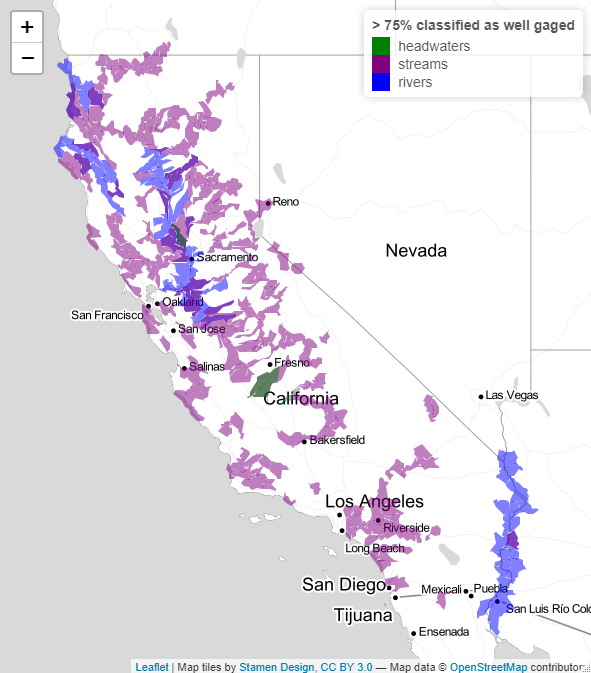 +
−
> 75% classified as well gaged
headwaters
streams
rivers
Reno
Nevada
Sacramento
Oakland
San Francisco
San Jose
Salinas
Fresno
California
Las Vegas
Bakersfield
Los Angeles
Riverside
Long Beach
San Diego
Mexicali
Puebla
San Luis Río Colo
Tijuana
Ensenada
Leaflet | Map tiles by Stamen Design, CC BY 3.0 — Map data © OpenStreetMap contributors